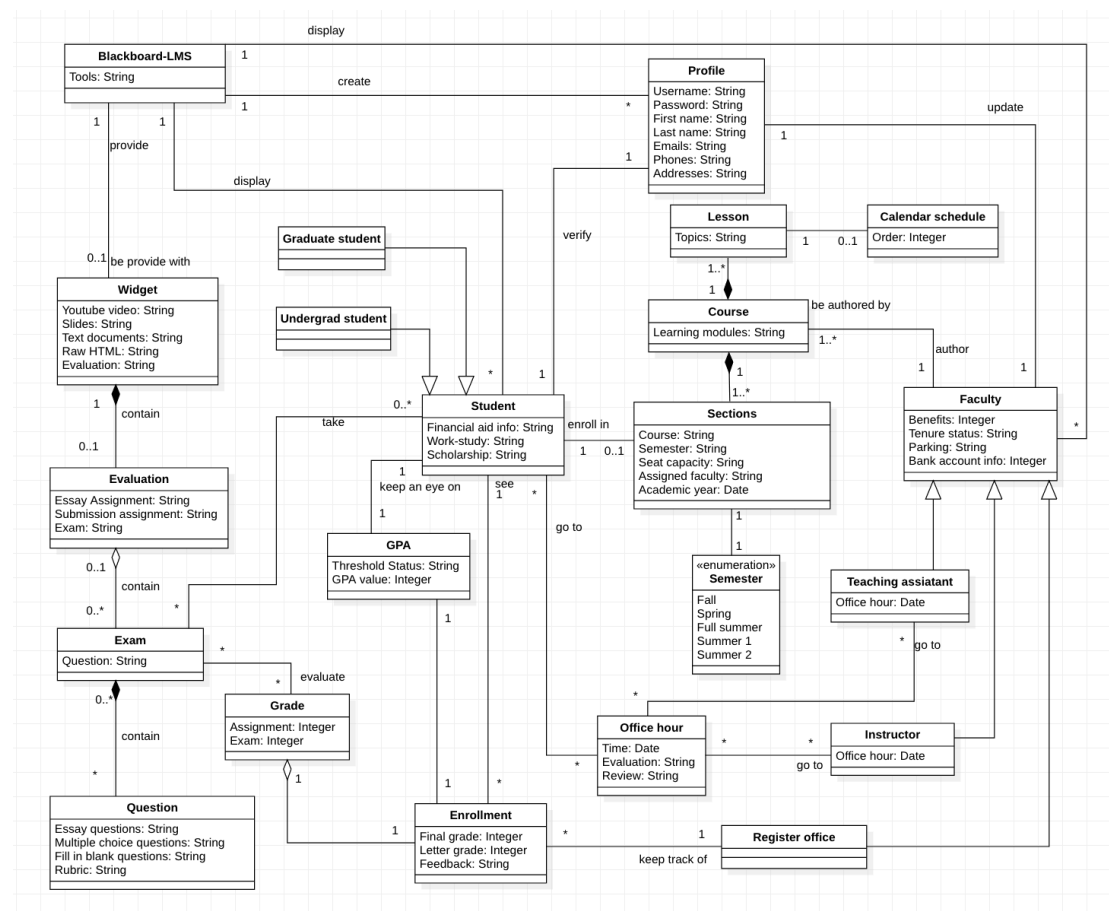 display
Blackboard-LMS
Tools: String
1
1
create
*
Profile
Username: String
Password: String
First name: String
Last name: String
Emails: String
Phones: String
Addresses: String
update
1
1
1
provide
1
display
verify
Lesson
Topics: String
1
0..1
Calendar schedule
Order: Integer
Graduate student
0..1
be provide with
Widget
Youtube video: String
Slides: String
Text documents: String
Raw HTML: String
Evaluation: String
Undergrad student
1..*
1
Course
Learning modules: String
be authored by
1..*
author
1
1
1
1..*
*
1
Student
Financial aid info: String
Work-study: String
Scholarship: String
0..*
take
enroll in
1
0..1
Sections
Course: String
Semester: String
Seat capacity: Sring
Assigned faculty: String
Academic year: Date
Faculty
Benefits: Integer
Tenure status: String
Parking: String
Bank account info: Integer
*
1
contain
0..1
Evaluation
Essay Assignment: String
Submission assignment: String
Exam: String
1
keep an eye on
1
see
1
*
go to
GPA
Threshold Status: String
GPA value: Integer
1
1
1
«enumeration»
Semester
Fall
Spring
Full summer
Summer 1
Summer 2
Teaching assiatant
Office hour: Date
*
go to
0..1
contain
0..*
*
Exam
Question: String
*
*
evaluate
Grade
Assignment: Integer
Exam: Integer
1
0..*
contain
*
Question
Essay questions: String
Multiple choice questions: String
Fill in blank questions: String
Rubric: String
*
Office hour
Time: Date
Evaluation: String
Review: String
*
*
*
go to
Instructor
Office hour: Date
1
*
1
Enrollment
Final grade: Integer
Letter grade: Integer
Feedback: String
*
1
keep track of
Register office